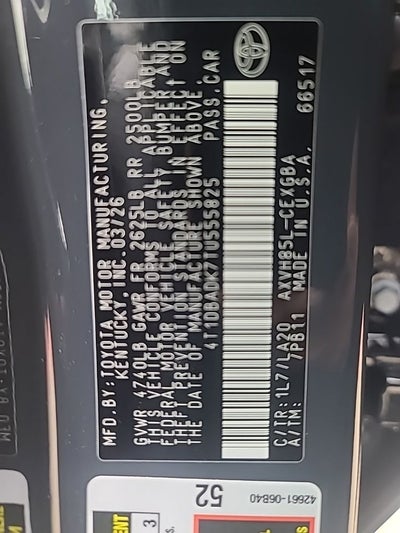 MFD.BY: TOYOTA MOTOR MANUFACTURING,
KENTUCKY, INC. 03/26
GVWR 4740LB GAWR FR 2625LB RR 2500LB
THIS VEHICLE CONFORMS TO ALL APPLICABLE
FEDERAL MOTOR VEHICLE SAFETY, BUMPER AND
THEFT PREVENTION STANDARDS IN EFFECT ON
THE DATE OF MANUFACTURE SHOWN ABOVE.
4T1DBADK7TU555825 PASS.CAR
C/TR: 1L7/LA20 AXVH85L-CEXGBA
A/TM: /PB11 MADE IN U.S.A. 66517
52
42661-06B40
3